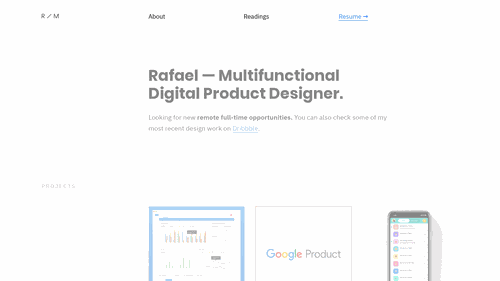 R / M
About
Readings
Resume ➞
Rafael — Multifunctional
Digital Product Designer.
Looking for new remote full-time opportunities. You can also check some of my
most recent design work on Dribbble.
PROJECTS
Google Product